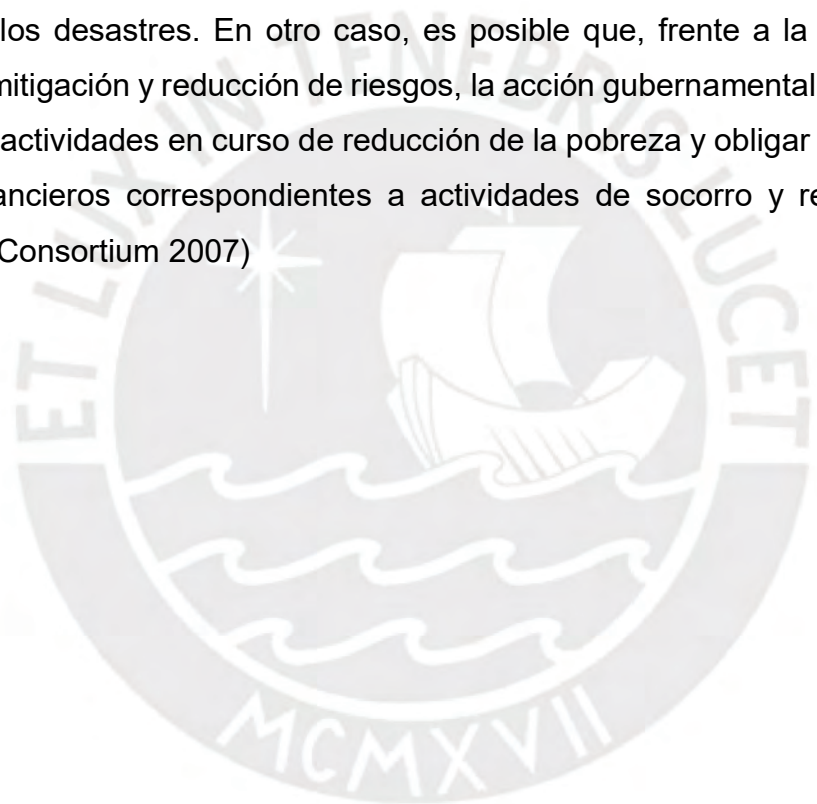 los desastres. En otro caso, es posible que, frente a la
mitigación y reducción de riesgos, la acción gubernamental
actividades en curso de reducción de la pobreza y obligar
ancieros correspondientes a actividades de socorro y re
Consortium 2007)
ET LUX IN TENEBRIS LUCET
MCMXVII